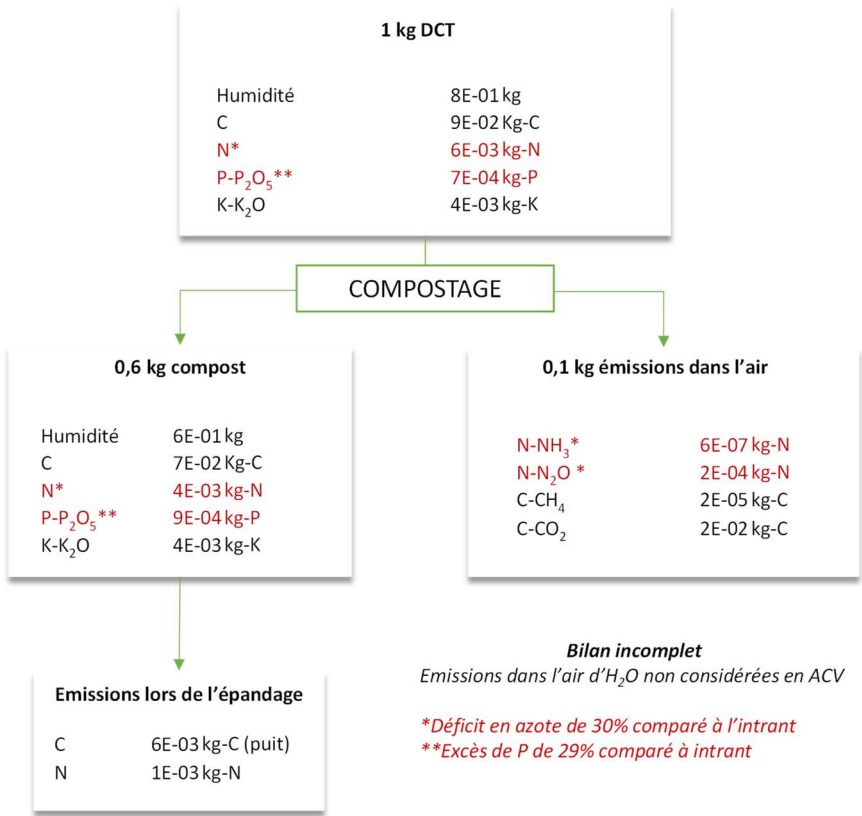 1 kg DCT
Humidité 8E-01 kg
C 9E-02 Kg-C
N* 6E-03 kg-N
P-P₂O₅** 7E-04 kg-P
K-K₂O 4E-03 kg-K
COMPOSTAGE
0,6 kg compost
Humidité 6E-01 kg
C 7E-02 Kg-C
N* 4E-03 kg-N
P-P₂O₅** 9E-04 kg-P
K-K₂O 4E-03 kg-K
0,1 kg émissions dans l’air
N-NH₃* 6E-07 kg-N
N-N₂O * 2E-04 kg-N
C-CH₄ 2E-05 kg-C
C-CO₂ 2E-02 kg-C
Emissions lors de l’épandage
C 6E-03 kg-C (puit)
N 1E-03 kg-N
Bilan incomplet
Emissions dans l’air d’H₂O non considérées en ACV
*Déficit en azote de 30% comparé à l’intrant
**Excès de P de 29% comparé à intrant